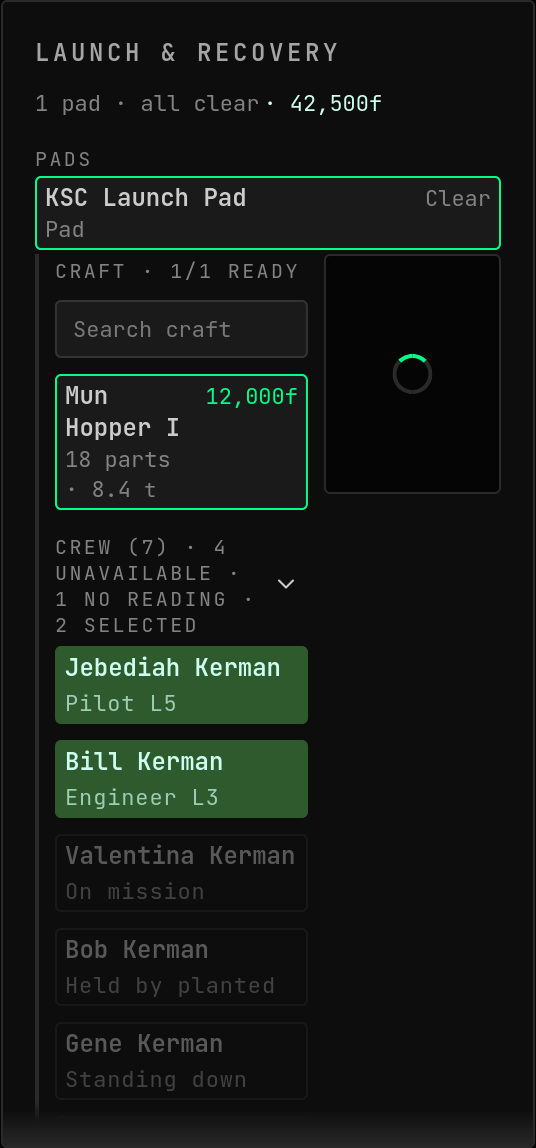 LAUNCH & RECOVERY
1 pad · all clear · 42,500f
PADS
KSC Launch Pad Clear
Pad
CRAFT · 1/1 READY
Search craft
Mun 12,000f
Hopper I
18 parts
· 8.4 t
CREW (7) · 4
UNAVAILABLE ·
1 NO READING ·
2 SELECTED
Jebediah Kerman
Pilot L5
Bill Kerman
Engineer L3
Valentina Kerman
On mission
Bob Kerman
Held by planted
Gene Kerman
Standing down